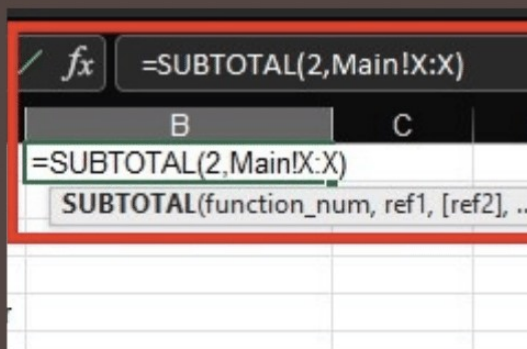 fx =SUBTOTAL(2,Main!X:X)
B C
=SUBTOTAL(2,Main!X:X)
SUBTOTAL(function_num, ref1, [ref2], ...